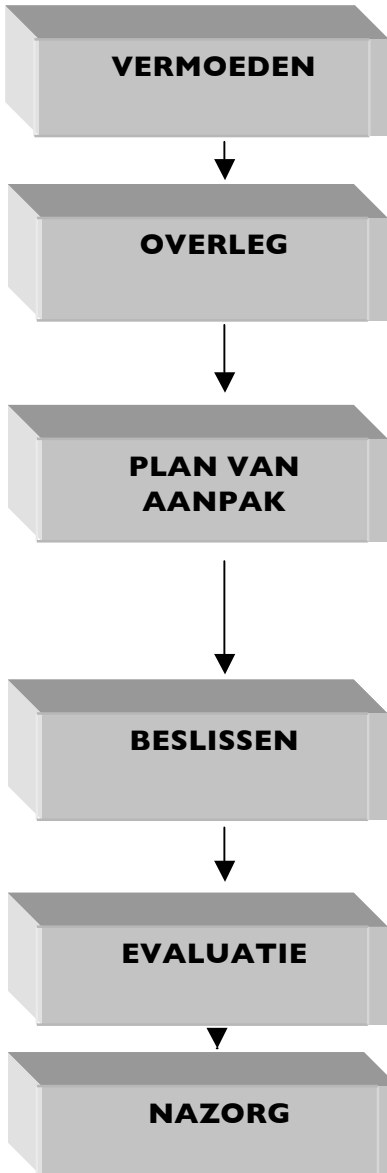 VERMOEDEN
OVERLEG
PLAN VAN
AANPAK
BESLISSEN
EVALUATIE
NAZORG